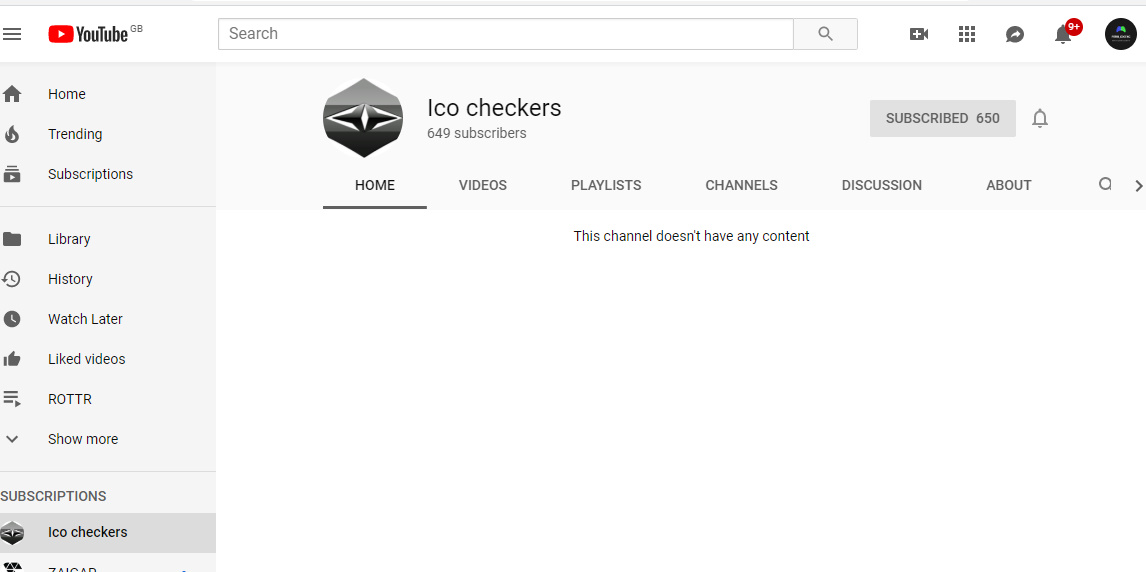 YouTube GB
Search
9+
Home
Trending
Subscriptions
Library
History
Watch Later
Liked videos
ROTTR
Show more
SUBSCRIPTIONS
Ico checkers
Ico checkers
649 subscribers
SUBSCRIBED 650
HOME VIDEOS PLAYLISTS CHANNELS DISCUSSION ABOUT
This channel doesn't have any content